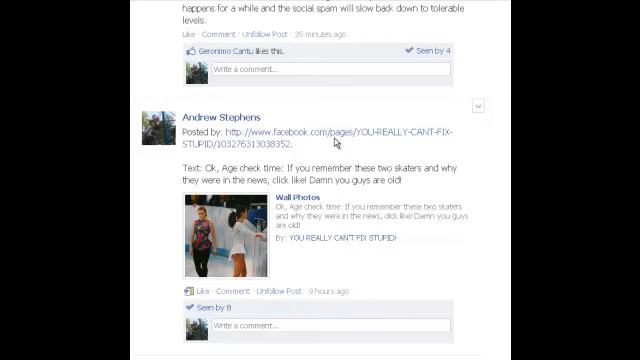 happens for a while and the social spam will slow back down to tolerable
levels.
Like · Comment · Unfollow Post · 35 minutes ago
Geronimo Cantu likes this.
Seen by 4
Write a comment...
Andrew Stephens
Posted by: http://www.facebook.com/pages/YOU-REALLY-CANT-FIX-
STUPID/103276313038352.
Text: Ok, Age check time: If you remember these two skaters and why
they were in the news, click like! Damn you guys are old!
Wall Photos
Ok, Age check time: If you remember these two skaters
and why they were in the news, click like! Damn you guys
are old!
By: YOU REALLY CAN'T FIX STUPID!
Like · Comment · Unfollow Post · 9 hours ago
Seen by 8
Write a comment...